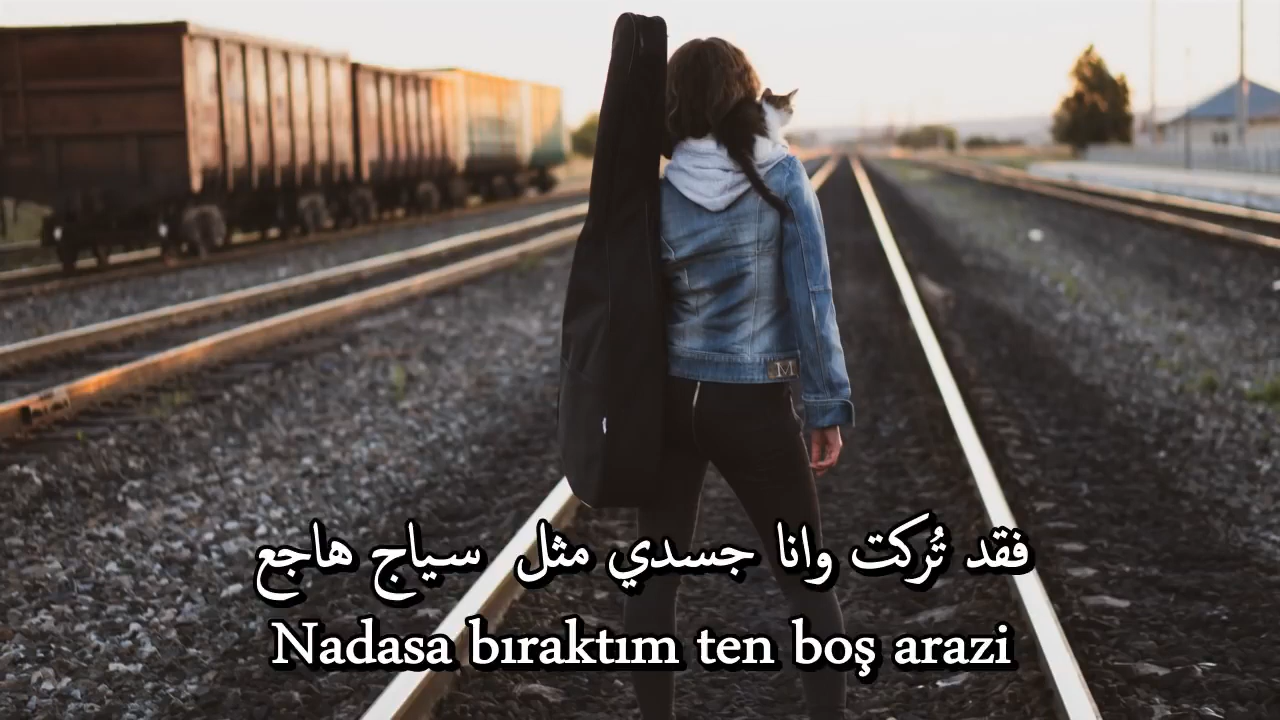 فقد تُركت وانا جسدي مثل سياج هاجع
Nadasa bıraktım ten boş arazi
M